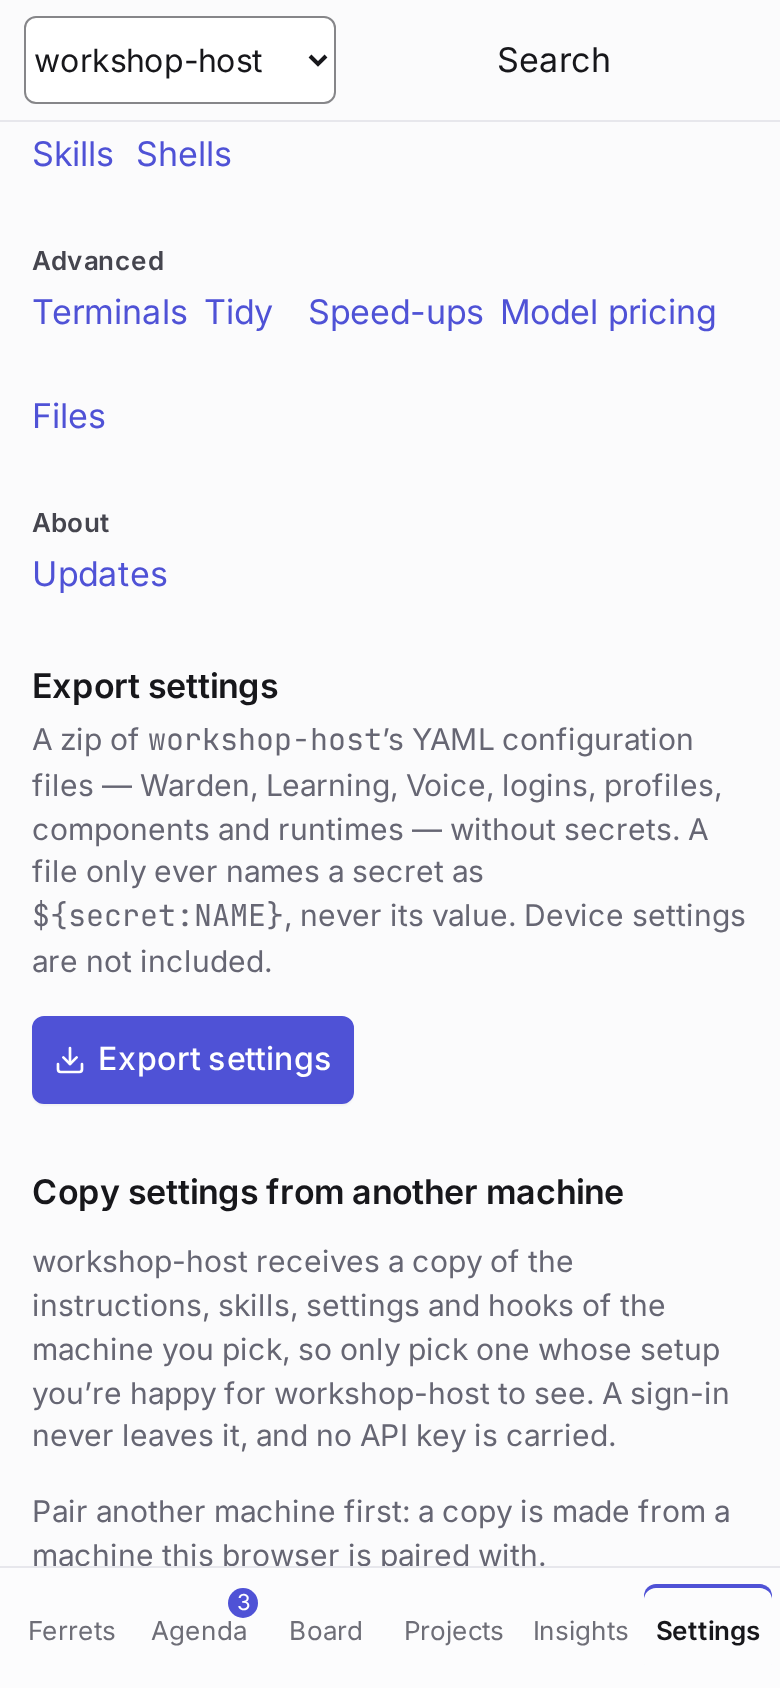 workshop-host
Search
Skills Shells
Advanced
Terminals Tidy Speed-ups Model pricing
Files
About
Updates
Export settings
A zip of workshop-host’s YAML configuration
files — Warden, Learning, Voice, logins, profiles,
components and runtimes — without secrets. A
file only ever names a secret as
${secret:NAME}, never its value. Device settings
are not included.
Export settings
Copy settings from another machine
workshop-host receives a copy of the
instructions, skills, settings and hooks of the
machine you pick, so only pick one whose setup
you’re happy for workshop-host to see. A sign-in
never leaves it, and no API key is carried.
Pair another machine first: a copy is made from a
machine this browser is paired with.
3
Ferrets Agenda Board Projects Insights Settings